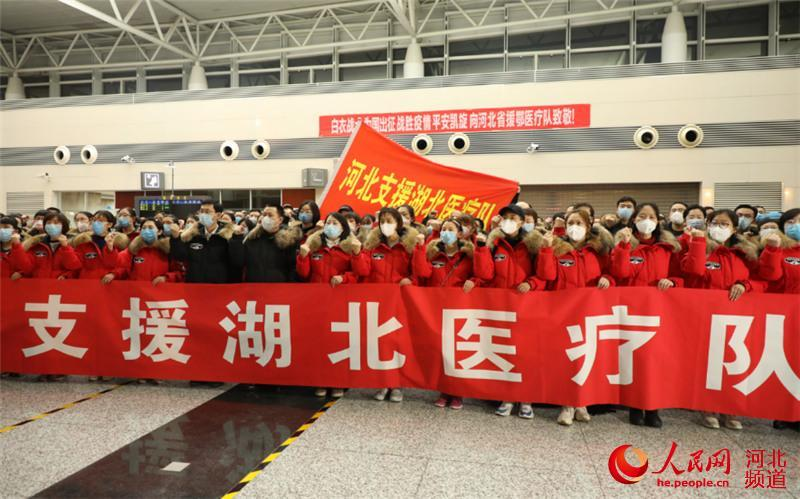 白衣战士为国出征 战胜疫情 平安凯旋 向河北省援鄂医疗队致敬!
河北支援湖北医疗队
支援湖北医疗队
人民网 河北频道
he.people.cn